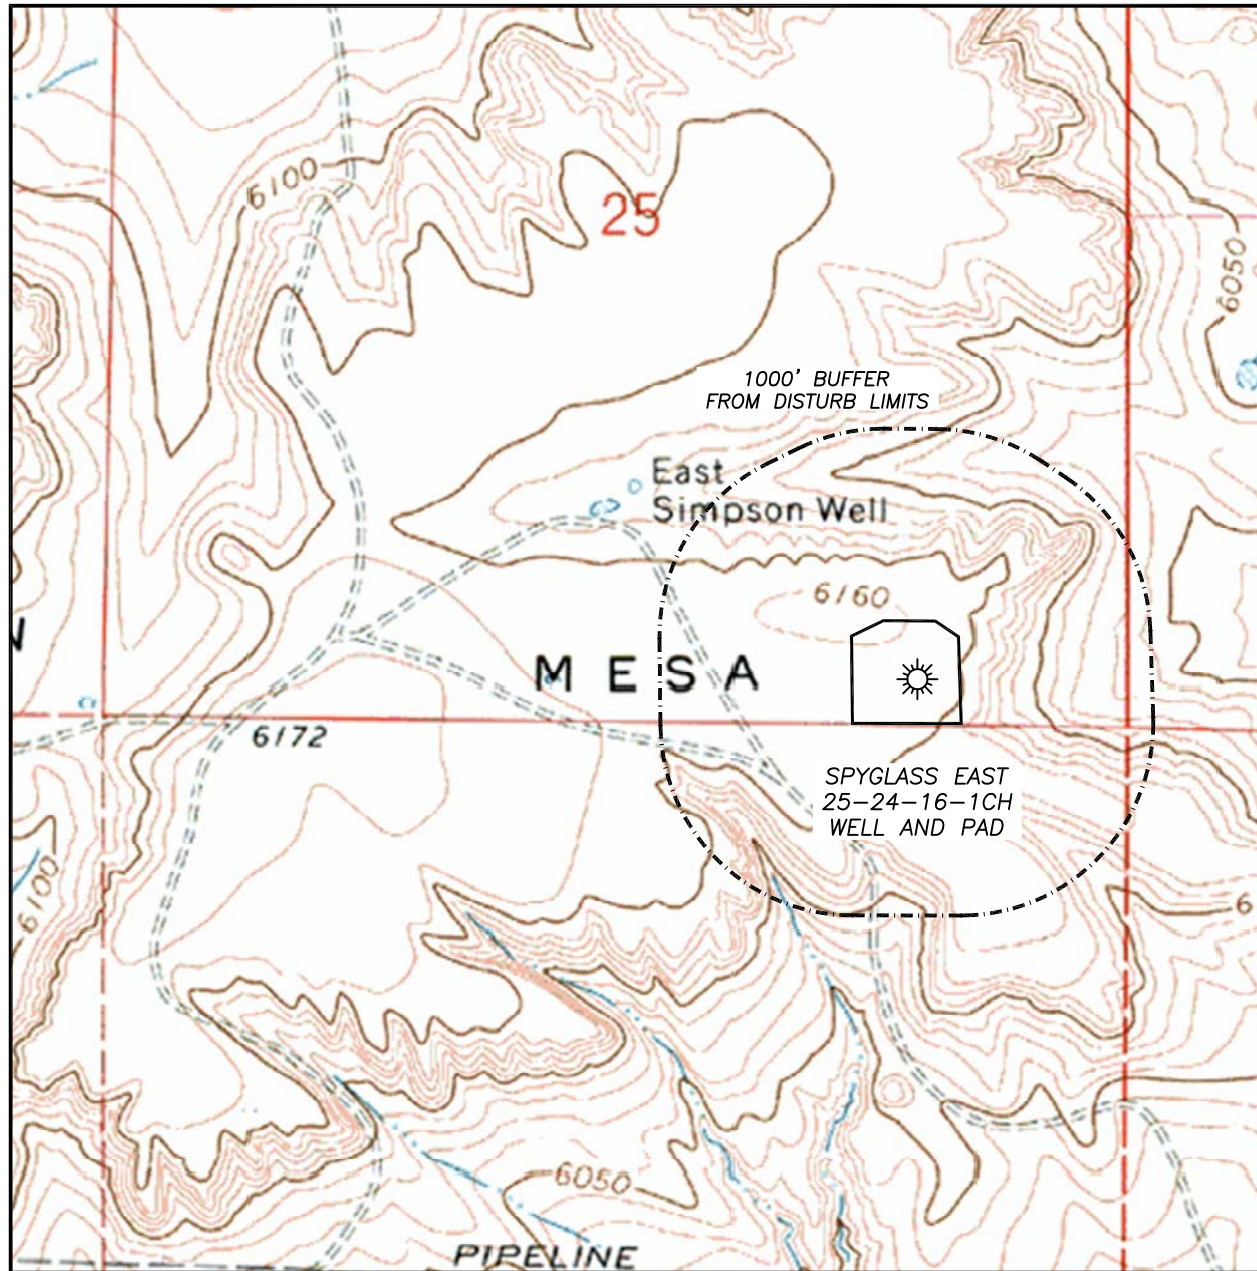 6100
25
6050
1000' BUFFER
FROM DISTURB LIMITS
East
Simpson Well
6160
N
MESA
6172
SPYGLASS EAST
25-24-16-1CH
WELL AND PAD
6100
6
6050
PIPELINE